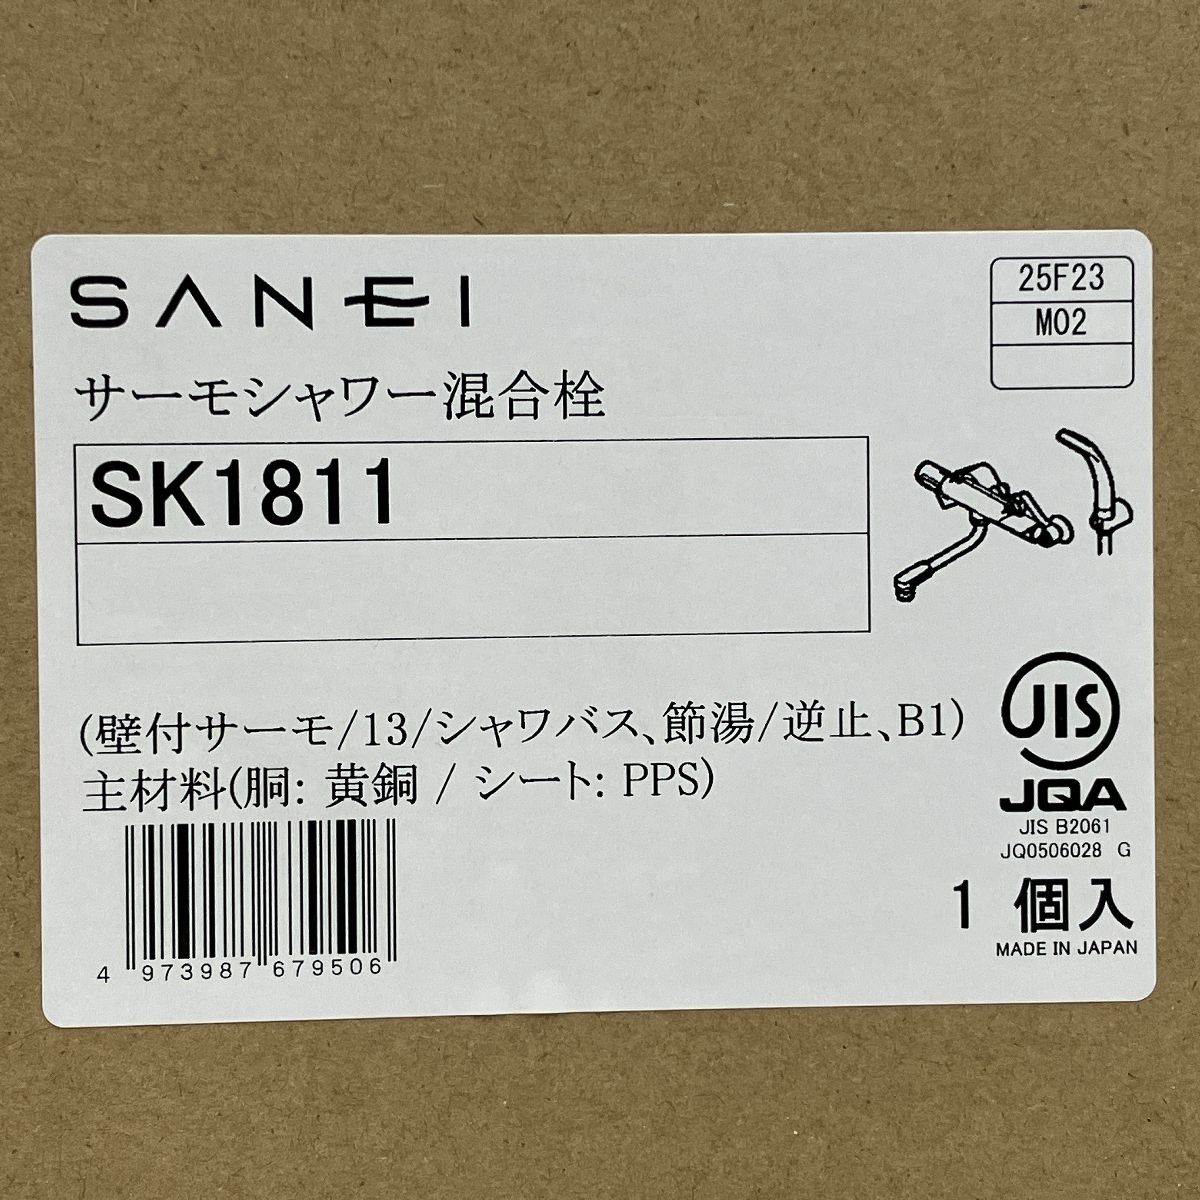 SANEI
25F23
M02
サーモシャワー混合栓
SK1811
(壁付サーモ/13/シャワバス、節湯/逆止、B1)
主材料(胴: 黄銅 / シート: PPS)
JIS
JQA
JIS B2061
JQ0506028 G
1 個入
MADE IN JAPAN
4 973987 679506